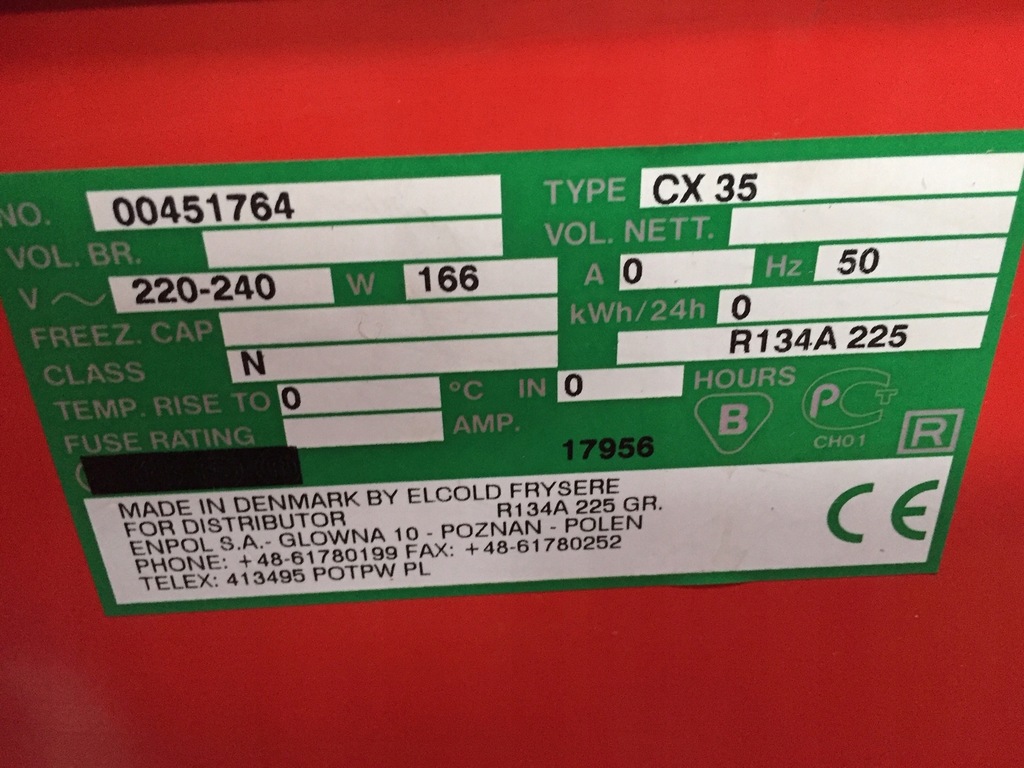 NO. 00451764 TYPE CX 35
VOL. BR. VOL. NETT.
V ~ 220-240 W 166 A 0 Hz 50
FREEZ. CAP kWh/24h 0
CLASS N R134A 225
TEMP. RISE TO 0 °C IN 0 HOURS
FUSE RATING AMP.
B PCT CH01 R
17956
MADE IN DENMARK BY ELCOLD FRYSERE
FOR DISTRIBUTOR R134A 225 GR.
ENPOL S.A.- GLOWNA 10 - POZNAN - POLEN
PHONE: +48-61780199 FAX: +48-61780252
TELEX: 413495 POTPW PL
CE